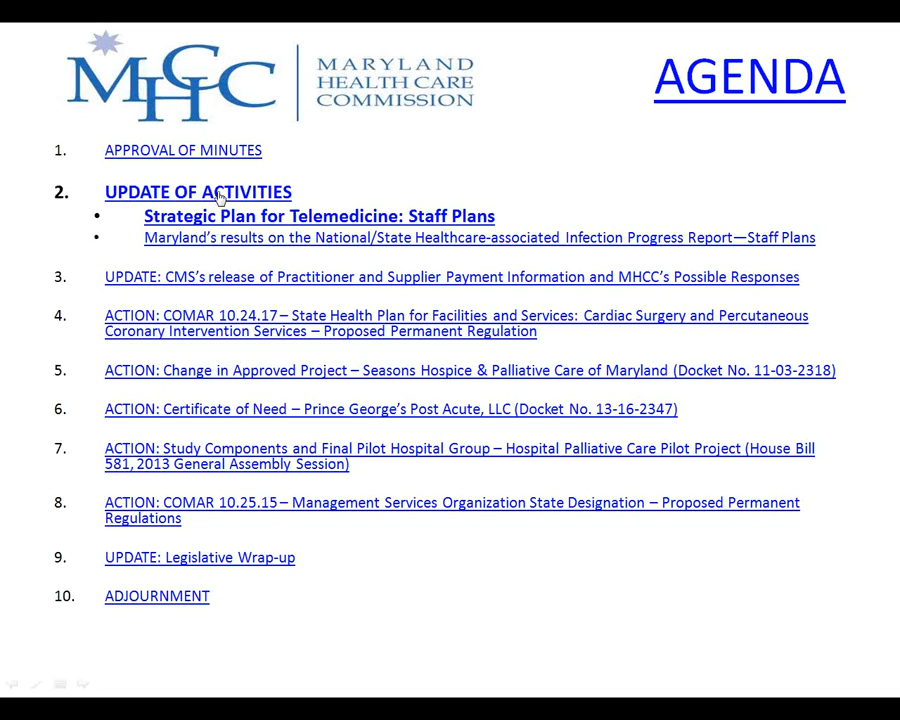 MHCC
MARYLAND
HEALTH CARE
COMMISSION
AGENDA
1. APPROVAL OF MINUTES
2. UPDATE OF ACTIVITIES
• Strategic Plan for Telemedicine: Staff Plans
• Maryland's results on the National/State Healthcare-associated Infection Progress Report—Staff Plans
3. UPDATE: CMS's release of Practitioner and Supplier Payment Information and MHCC's Possible Responses
4. ACTION: COMAR 10.24.17 – State Health Plan for Facilities and Services: Cardiac Surgery and Percutaneous
Coronary Intervention Services – Proposed Permanent Regulation
5. ACTION: Change in Approved Project – Seasons Hospice & Palliative Care of Maryland (Docket No. 11-03-2318)
6. ACTION: Certificate of Need – Prince George's Post Acute, LLC (Docket No. 13-16-2347)
7. ACTION: Study Components and Final Pilot Hospital Group – Hospital Palliative Care Pilot Project (House Bill
581, 2013 General Assembly Session)
8. ACTION: COMAR 10.25.15 – Management Services Organization State Designation – Proposed Permanent
Regulations
9. UPDATE: Legislative Wrap-up
10. ADJOURNMENT